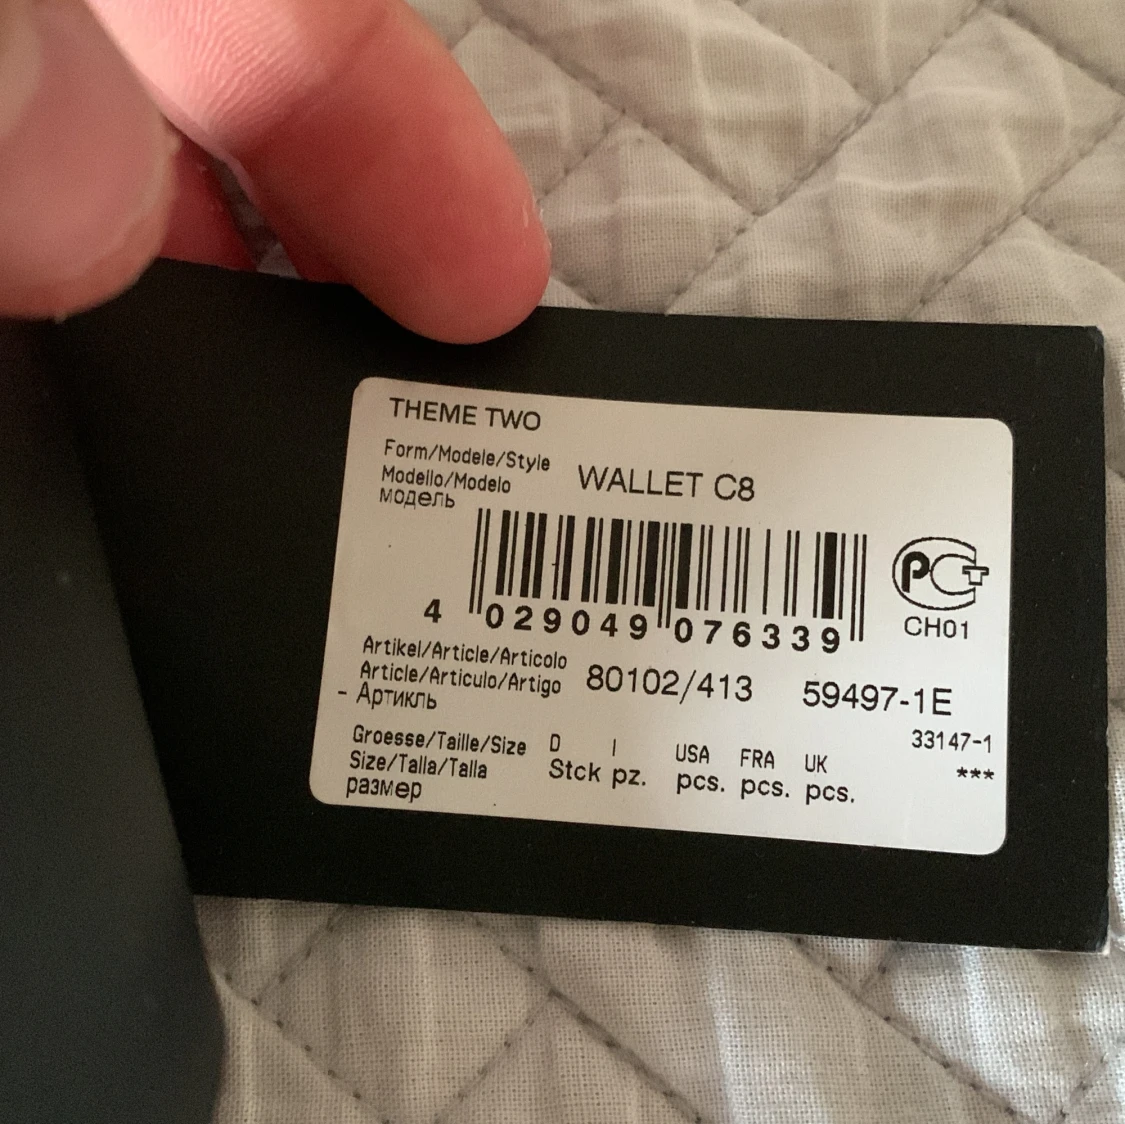 THEME TWO
Form/Modele/Style
Modello/Modelo
модель
WALLET C8
4 029049 076339
PCT
CH01
Artikel/Article/Articolo
Article/Articulo/Artigo
- Артикль
80102/413 59497-1E
33147-1
***
Groesse/Taille/Size
Size/Talla/Talla
размер
D I USA FRA UK
Stck pz. pcs. pcs. pcs.